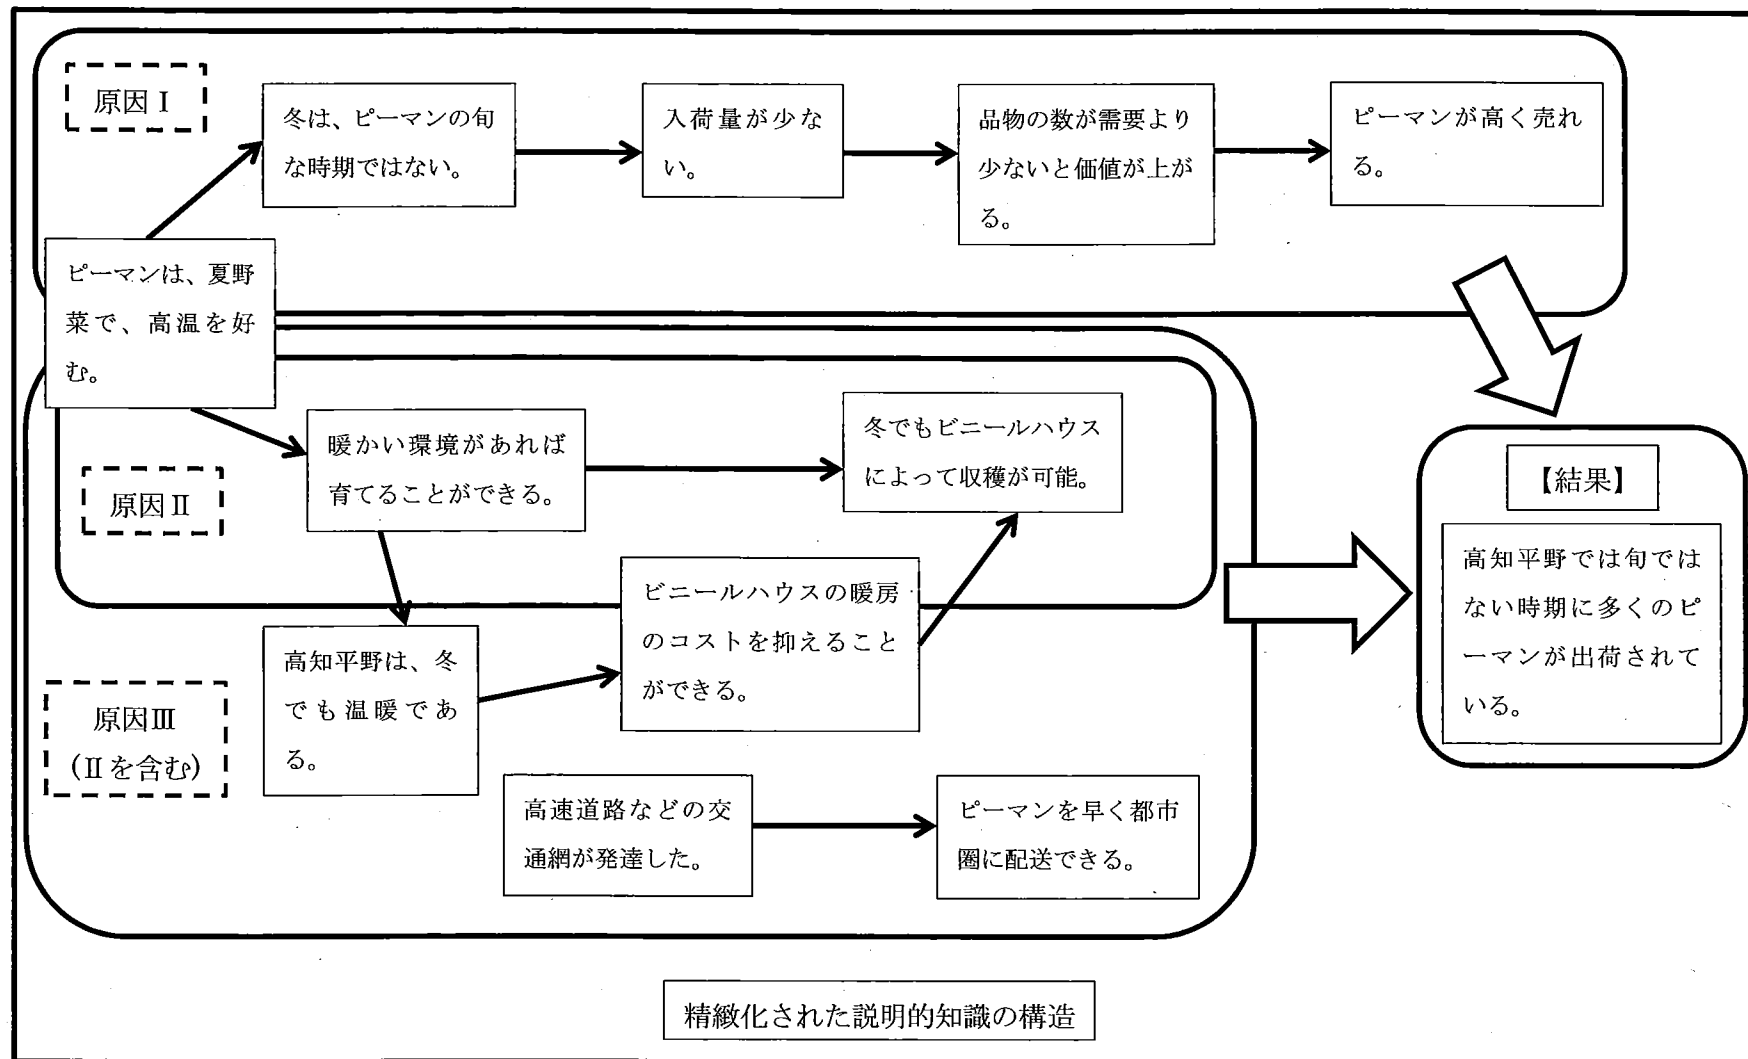 原因Ⅰ
冬は、ピーマンの旬
な時期ではない。
入荷量が少な
い。
品物の数が需要より
少ないと価値が上が
る。
ピーマンが高く売れ
る。
ピーマンは、夏野
菜で、高温を好
む。
原因Ⅱ
暖かい環境があれば
育てることができる。
冬でもビニールハウス
によって収穫が可能。
原因Ⅲ
(Ⅱを含む)
高知平野は、冬
でも温暖であ
る。
ビニールハウスの暖房
のコストを抑えること
ができる。
高速道路などの交
通網が発達した。
ピーマンを早く都市
圏に配送できる。
【結果】
高知平野では旬では
ない時期に多くのピ
ーマンが出荷されて
いる。
精緻化された説明的知識の構造